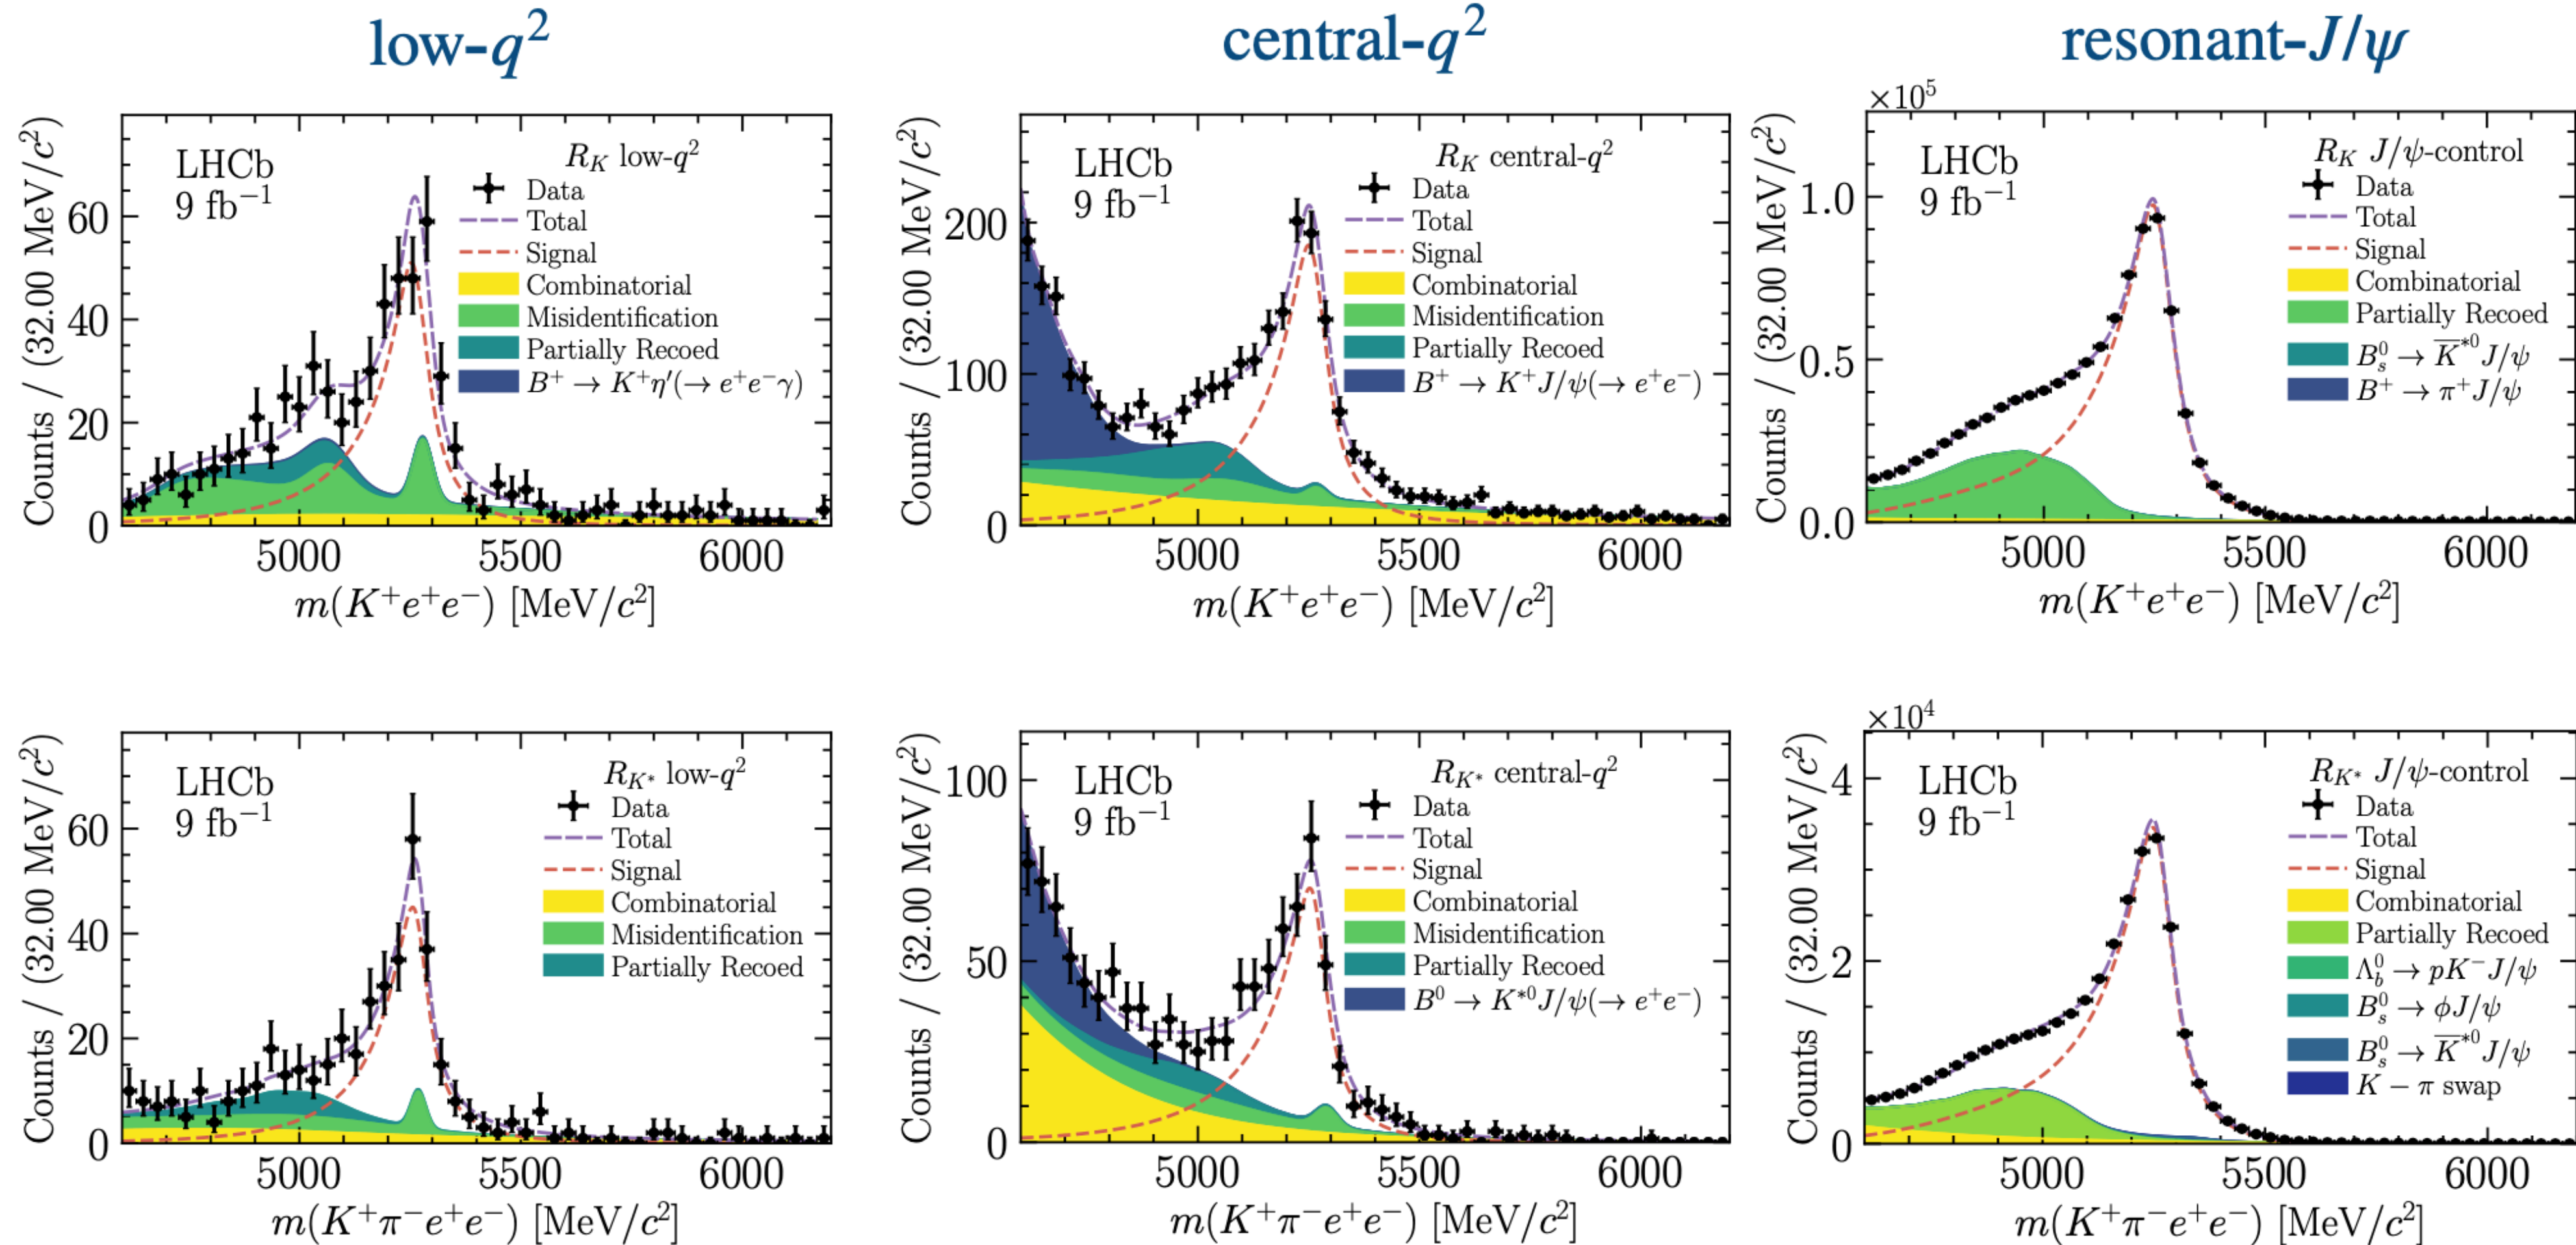 low-q²
central-q²
resonant-J/ψ
Counts / (32.00 MeV/c²)
60
40
20
0
LHCb
9 fb⁻¹
R_K low-q²
Data
Total
Signal
Combinatorial
Misidentification
Partially Recoed
B⁺ → K⁺η′(→ e⁺e⁻γ)
5000 5500 6000
m(K⁺e⁺e⁻) [MeV/c²]
Counts / (32.00 MeV/c²)
200
100
0
LHCb
9 fb⁻¹
R_K central-q²
Data
Total
Signal
Combinatorial
Misidentification
Partially Recoed
B⁺ → K⁺J/ψ(→ e⁺e⁻)
5000 5500 6000
m(K⁺e⁺e⁻) [MeV/c²]
×10⁵
Counts / (32.00 MeV/c²)
1.0
0.5
0.0
LHCb
9 fb⁻¹
R_K J/ψ-control
Data
Total
Signal
Combinatorial
Partially Recoed
B_s⁰ → K̅*⁰J/ψ
B⁺ → π⁺J/ψ
5000 5500 6000
m(K⁺e⁺e⁻) [MeV/c²]
Counts / (32.00 MeV/c²)
60
40
20
0
LHCb
9 fb⁻¹
R_K* low-q²
Data
Total
Signal
Combinatorial
Misidentification
Partially Recoed
5000 5500 6000
m(K⁺π⁻e⁺e⁻) [MeV/c²]
Counts / (32.00 MeV/c²)
100
50
0
LHCb
9 fb⁻¹
R_K* central-q²
Data
Total
Signal
Combinatorial
Misidentification
Partially Recoed
B⁰ → K*⁰J/ψ(→ e⁺e⁻)
5000 5500 6000
m(K⁺π⁻e⁺e⁻) [MeV/c²]
×10⁴
Counts / (32.00 MeV/c²)
4
2
0
LHCb
9 fb⁻¹
R_K* J/ψ-control
Data
Total
Signal
Combinatorial
Partially Recoed
Λ_b⁰ → pK⁻J/ψ
B_s⁰ → ϕJ/ψ
B_s⁰ → K̅*⁰J/ψ
K − π swap
5000 5500 6000
m(K⁺π⁻e⁺e⁻) [MeV/c²]